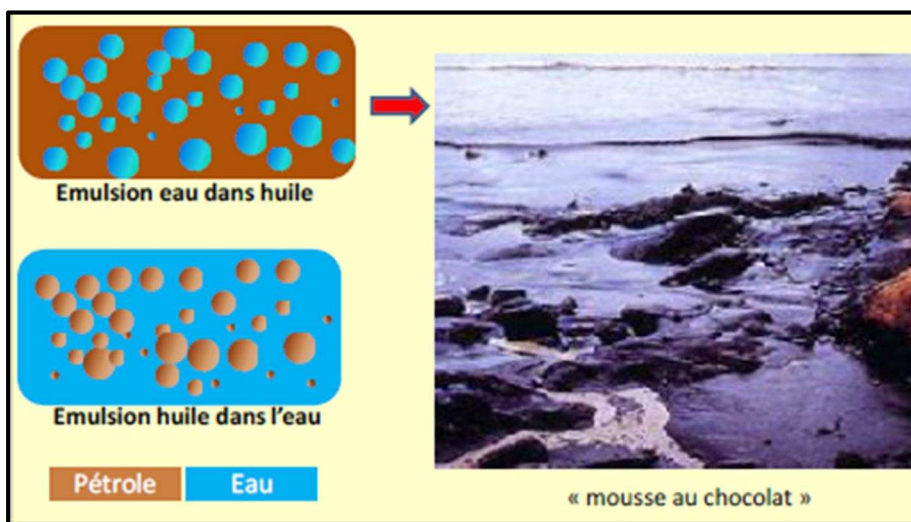 Emulsion eau dans huile
Emulsion huile dans l'eau
Pétrole
Eau
« mousse au chocolat »